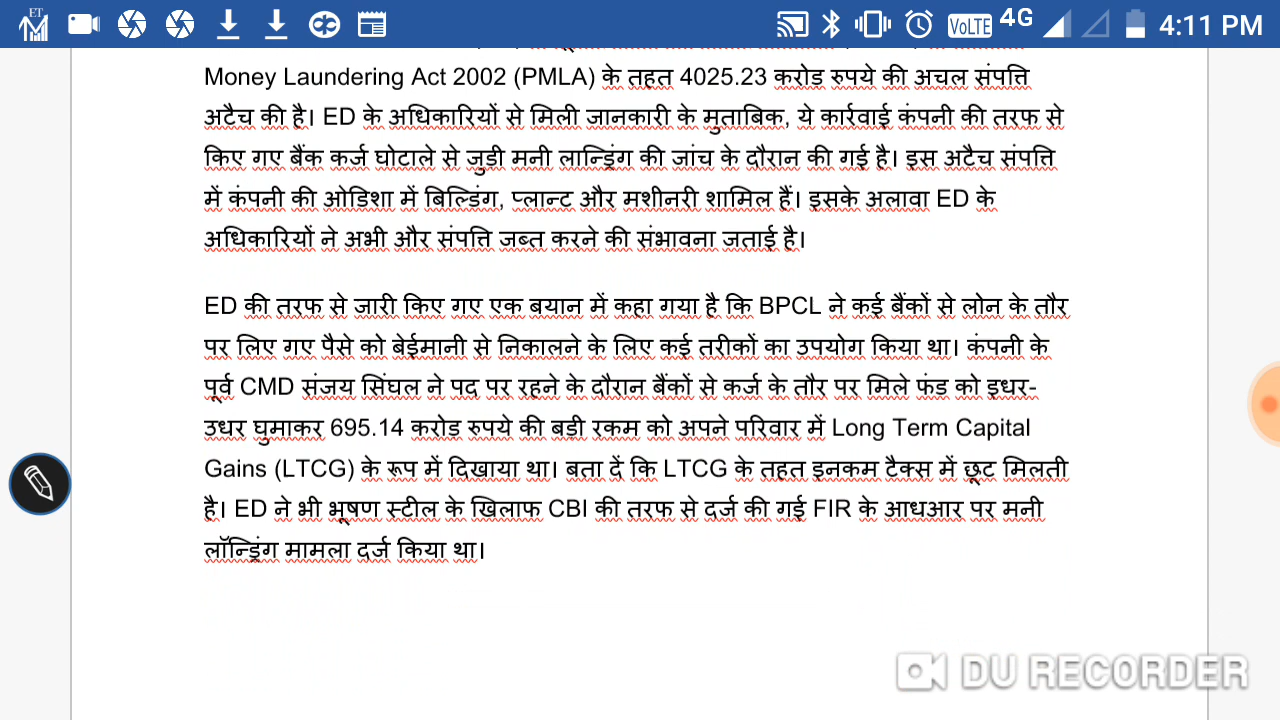 ET
VoLTE 4G 4:11 PM
Money Laundering Act 2002 (PMLA) के तहत 4025.23 करोड रुपये की अचल संपत्ति
अटैच की है। ED के अधिकारियों से मिली जानकारी के मुताबिक, ये कार्रवाई कंपनी की तरफ से
किए गए बैंक कर्ज घोटाले से जुडी मनी लान्ड्रिंग की जांच के दौरान की गई है। इस अटैच संपत्ति
में कंपनी की ओडिशा में बिल्डिंग, प्लान्ट और मशीनरी शामिल हैं। इसके अलावा ED के
अधिकारियों ने अभी और संपत्ति जब्त करने की संभावना जताई है।
ED की तरफ से जारी किए गए एक बयान में कहा गया है कि BPCL ने कई बैंकों से लोन के तौर
पर लिए गए पैसे को बेईमानी से निकालने के लिए कई तरीकों का उपयोग किया था। कंपनी के
पूर्व CMD संजय सिंघल ने पद पर रहने के दौरान बैंकों से कर्ज के तौर पर मिले फंड को इधर-
उधर घुमाकर 695.14 करोड रुपये की बडी रकम को अपने परिवार में Long Term Capital
Gains (LTCG) के रूप में दिखाया था। बता दें कि LTCG के तहत इनकम टैक्स में छूट मिलती
है। ED ने भी भूषण स्टील के खिलाफ CBI की तरफ से दर्ज की गई FIR के आधआर पर मनी
लॉन्ड्रिंग मामला दर्ज किया था।
DU RECORDER